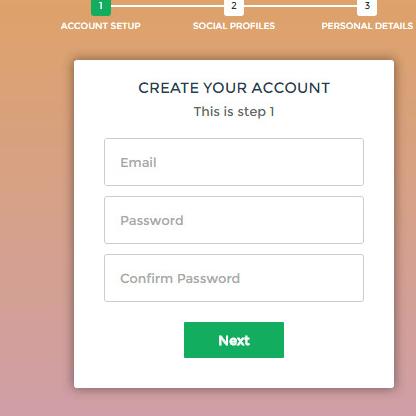 1 2 3
ACCOUNT SETUP SOCIAL PROFILES PERSONAL DETAILS
CREATE YOUR ACCOUNT
This is step 1
Email
Password
Confirm Password
Next